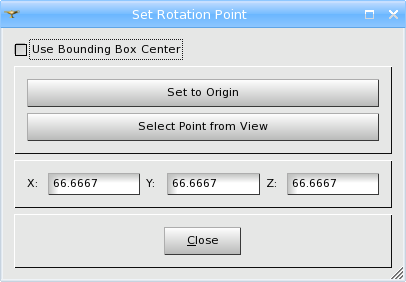 Set Rotation Point
Use Bounding Box Center
Set to Origin
Select Point from View
X: 66.6667 Y: 66.6667 Z: 66.6667
Close